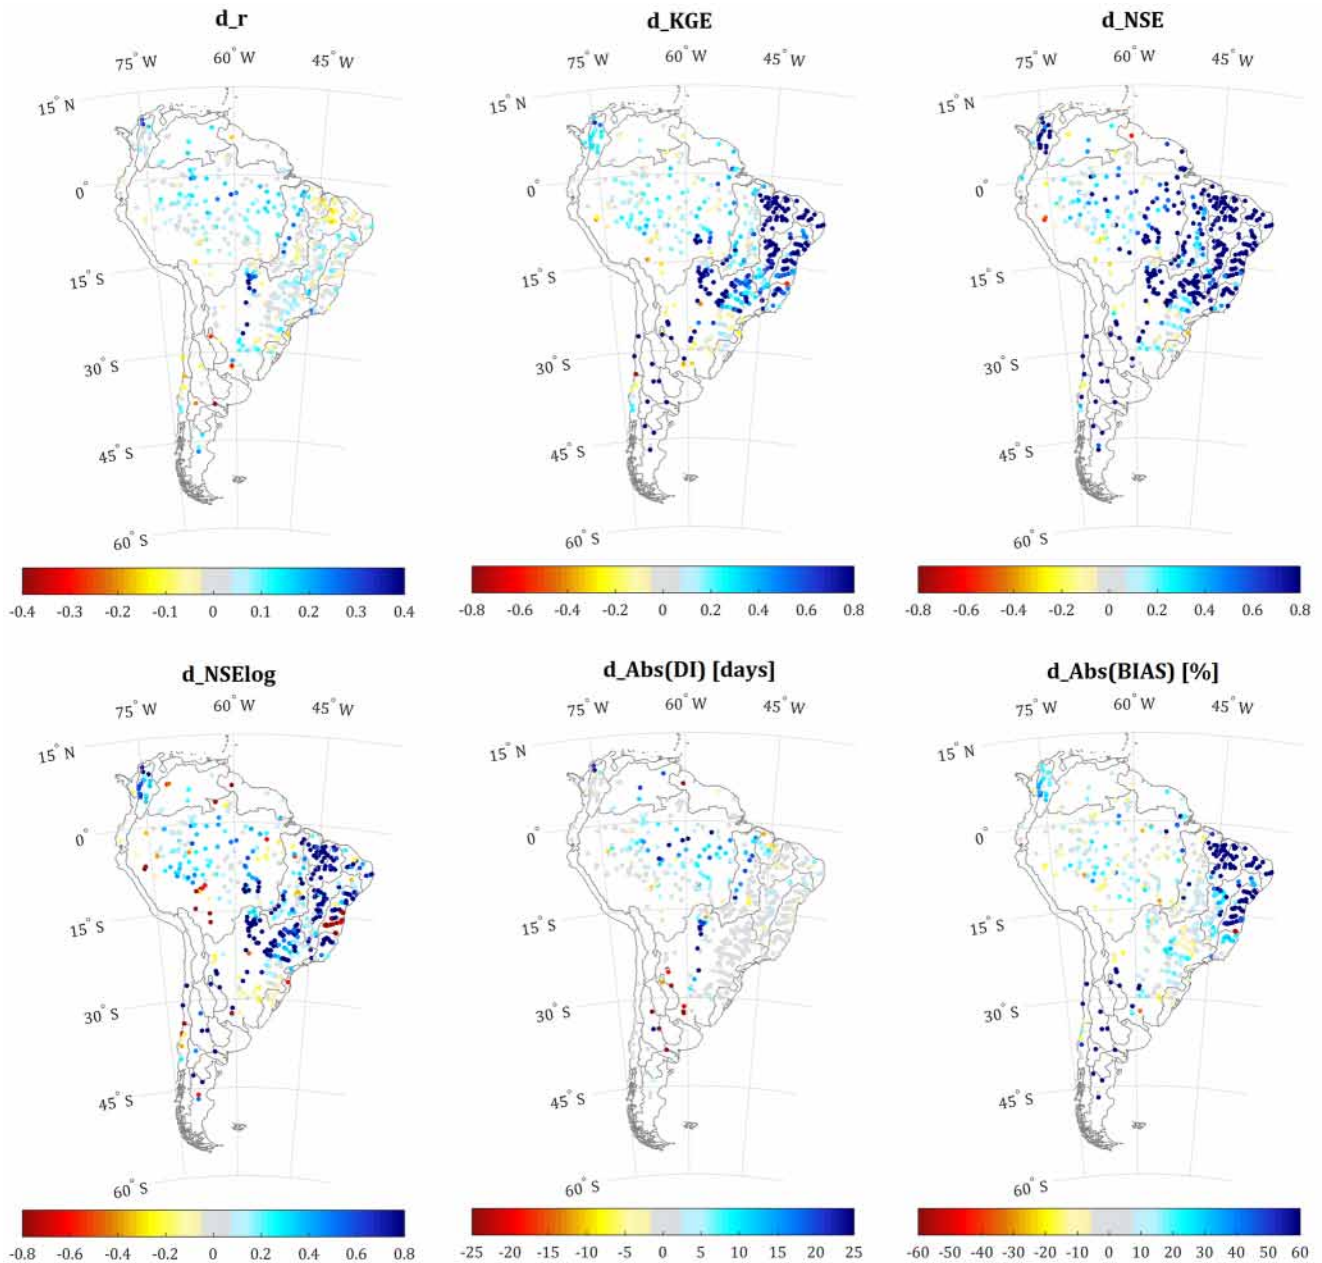 d_r
d_KGE
d_NSE
75° W 60° W 45° W
75° W 60° W 45° W
75° W 60° W 45° W
15° N
15° N
15° N
0°
0°
0°
15° S
15° S
15° S
30° S
30° S
30° S
45° S
45° S
45° S
60° S
60° S
60° S
-0.4 -0.3 -0.2 -0.1 0 0.1 0.2 0.3 0.4
-0.8 -0.6 -0.4 -0.2 0 0.2 0.4 0.6 0.8
-0.8 -0.6 -0.4 -0.2 0 0.2 0.4 0.6 0.8
d_NSElog
d_Abs(DI) [days]
d_Abs(BIAS) [%]
75° W 60° W 45° W
75° W 60° W 45° W
75° W 60° W 45° W
15° N
15° N
15° N
0°
0°
0°
15° S
15° S
15° S
30° S
30° S
30° S
45° S
45° S
45° S
60° S
60° S
60° S
-0.8 -0.6 -0.4 -0.2 0 0.2 0.4 0.6 0.8
-25 -20 -15 -10 -5 0 5 10 15 20 25
-60 -50 -40 -30 -20 -10 0 10 20 30 40 50 60